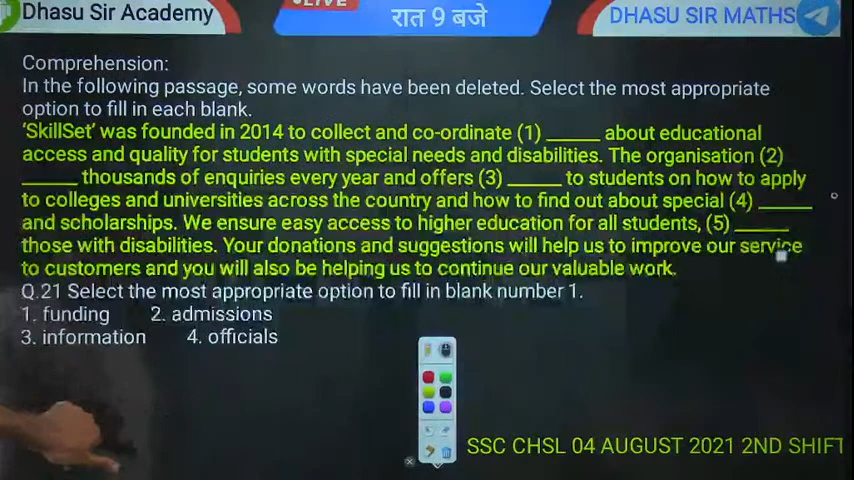 Dhasu Sir Academy
LIVE
रात 9 बजे
DHASU SIR MATHS
Comprehension:
In the following passage, some words have been deleted. Select the most appropriate
option to fill in each blank.
‘SkillSet’ was founded in 2014 to collect and co-ordinate (1) _____ about educational
access and quality for students with special needs and disabilities. The organisation (2)
_____ thousands of enquiries every year and offers (3) _____ to students on how to apply
to colleges and universities across the country and how to find out about special (4) _____
and scholarships. We ensure easy access to higher education for all students, (5) _____
those with disabilities. Your donations and suggestions will help us to improve our service
to customers and you will also be helping us to continue our valuable work.
Q.21 Select the most appropriate option to fill in blank number 1.
1. funding 2. admissions
3. information 4. officials
SSC CHSL 04 AUGUST 2021 2ND SHIFT